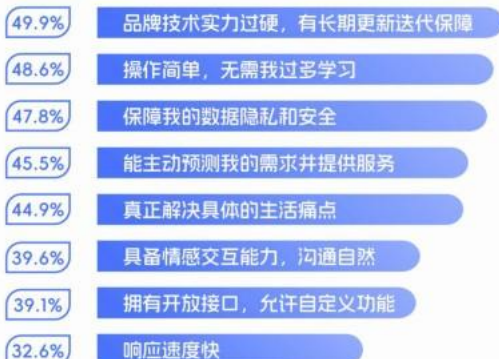 49.9% 品牌技术实力过硬，有长期更新迭代保障
48.6% 操作简单，无需我过多学习
47.8% 保障我的数据隐私和安全
45.5% 能主动预测我的需求并提供服务
44.9% 真正解决具体的生活痛点
39.6% 具备情感交互能力，沟通自然
39.1% 拥有开放接口，允许自定义功能
32.6% 响应速度快